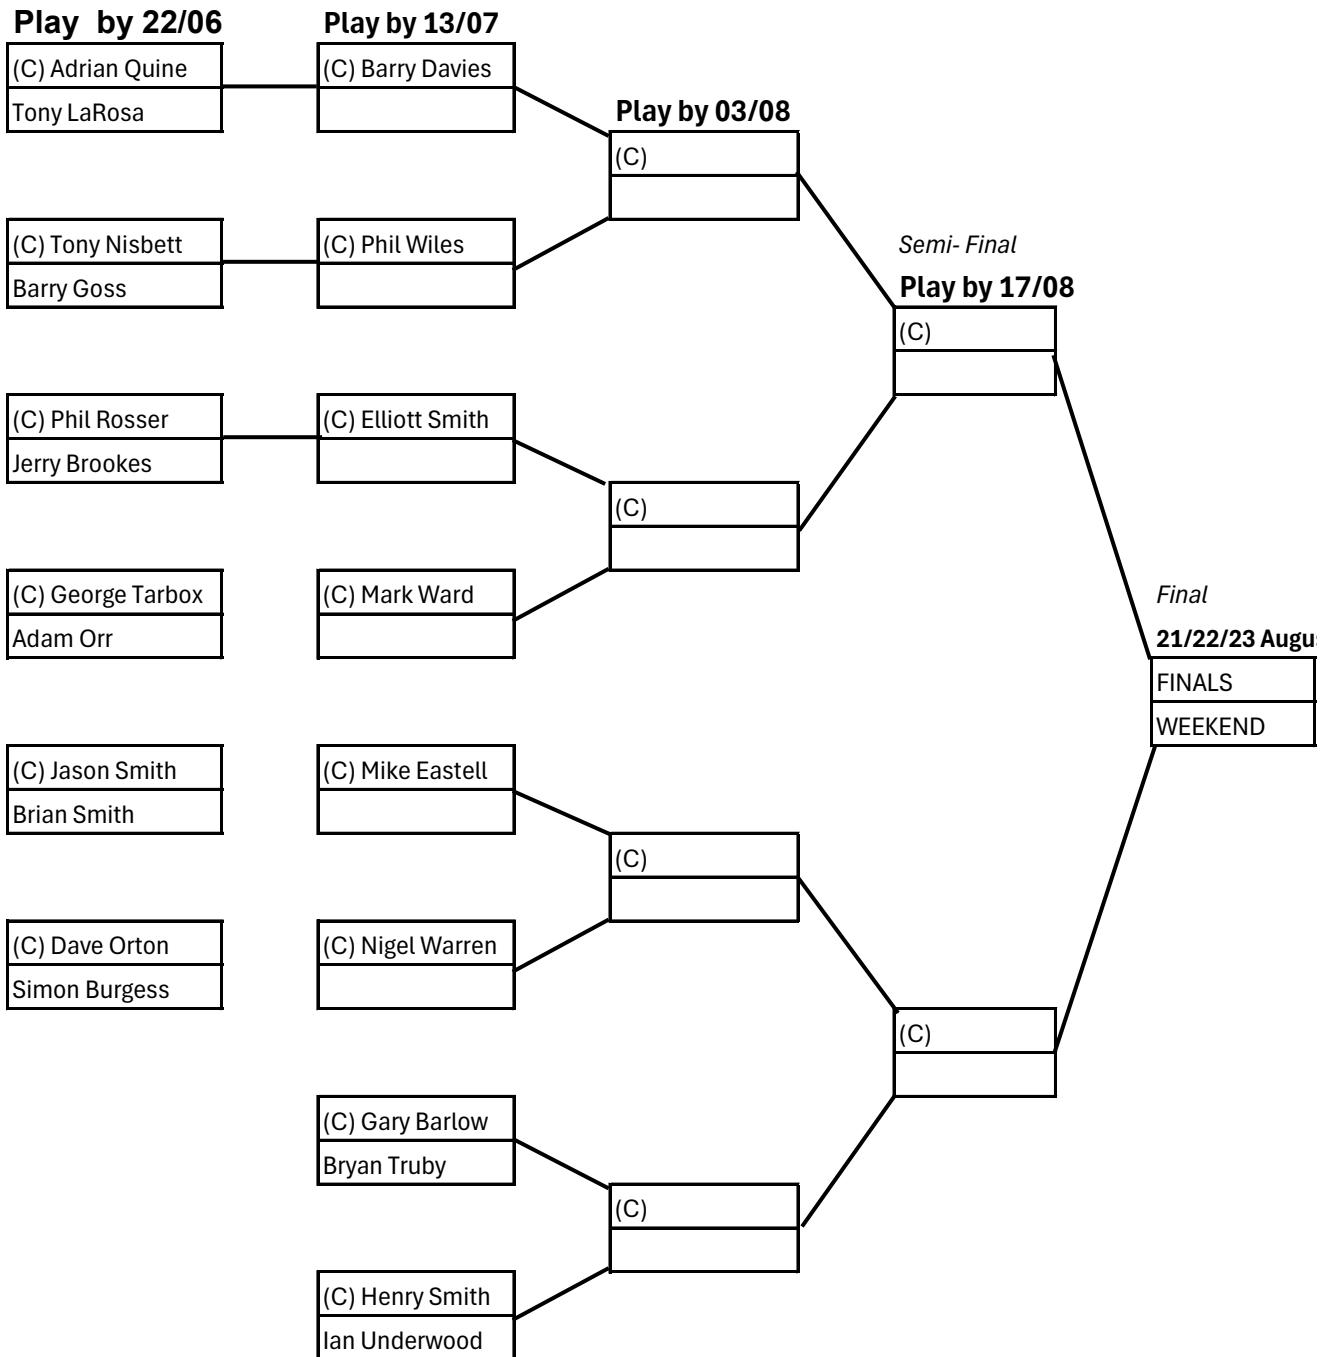 Play by 22/06
(C) Adrian Quine
Tony LaRosa
(C) Tony Nisbett
Barry Goss
(C) Phil Rosser
Jerry Brookes
(C) George Tarbox
Adam Orr
(C) Jason Smith
Brian Smith
(C) Dave Orton
Simon Burgess
Play by 13/07
(C) Barry Davies
(C) Phil Wiles
(C) Elliott Smith
(C) Mark Ward
(C) Mike Eastell
(C) Nigel Warren
(C) Gary Barlow
Bryan Truby
(C) Henry Smith
Ian Underwood
Play by 03/08
(C)
(C)
(C)
(C)
Semi- Final
Play by 17/08
(C)
(C)
Final
21/22/23 Augu
FINALS
WEEKEND